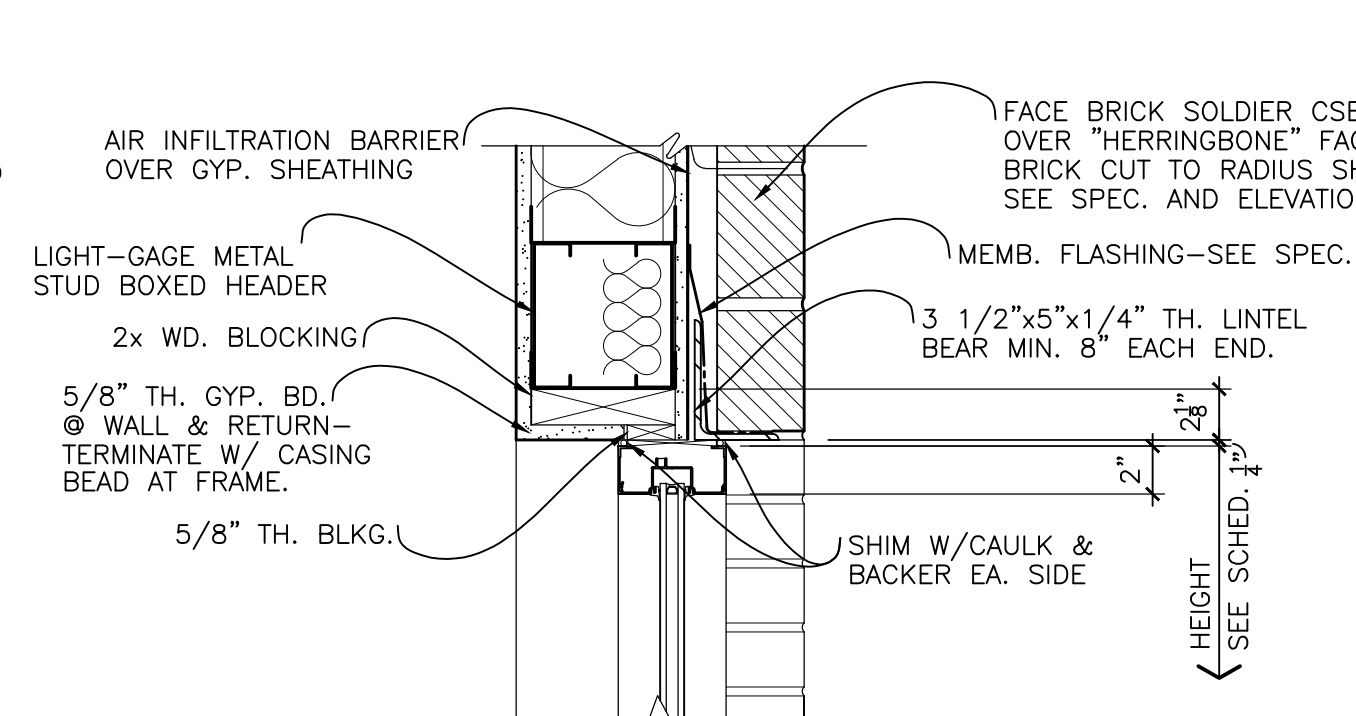 AIR INFILTRATION BARRIER
OVER GYP. SHEATHING
LIGHT-GAGE METAL
STUD BOXED HEADER
2x WD. BLOCKING
5/8" TH. GYP. BD.
@ WALL & RETURN-
TERMINATE W/ CASING
BEAD AT FRAME.
5/8" TH. BLKG.
FACE BRICK SOLDIER
OVER "HERRINGBONE"
BRICK CUT TO RADIUS
SEE SPEC. AND
MEMB. FLASHING-SEE SPEC.
3 1/2"x5"x1/4" TH. LINTEL
BEAR MIN. 8" EACH END.
SHIM W/CAULK &
BACKER EA. SIDE
2 1/8"
1/4"
2"
HEIGHT
SEE SCHED.